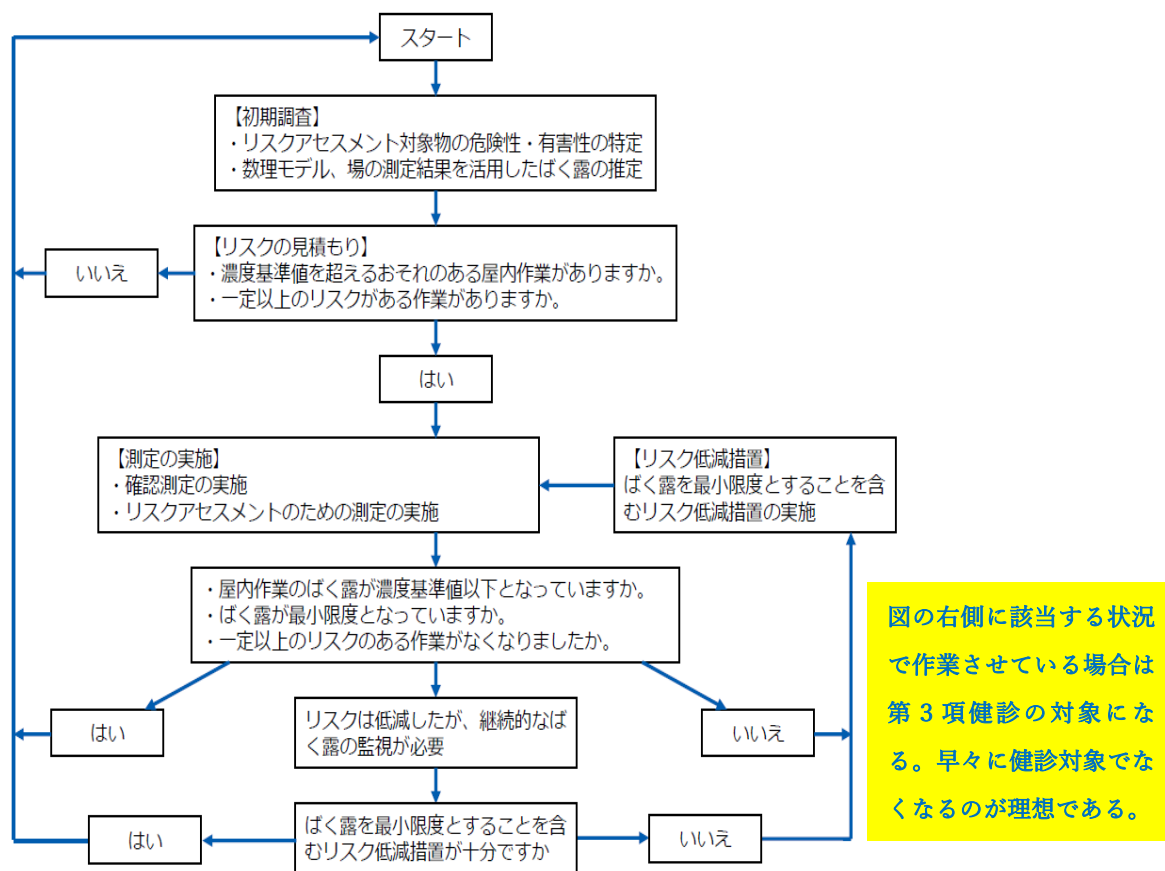 スタート
【初期調査】
・リスクアセスメント対象物の危険性・有害性の特定
・数理モデル、場の測定結果を活用したばく露の推定
【リスクの見積もり】
・濃度基準値を超えるおそれのある屋内作業がありますか。
・一定以上のリスクがある作業がありますか。
いいえ
はい
【測定の実施】
・確認測定の実施
・リスクアセスメントのための測定の実施
【リスク低減措置】
ばく露を最小限度とすることを含
むリスク低減措置の実施
・屋内作業のばく露が濃度基準値以下となっていますか。
・ばく露が最小限度となっていますか。
・一定以上のリスクのある作業がなくなりましたか。
はい
リスクは低減したが、継続的なば
く露の監視が必要
いいえ
はい
ばく露を最小限度とすることを含
むリスク低減措置が十分ですか
いいえ
図の右側に該当する状況
で作業させている場合は
第3項健診の対象にな
る。早々に健診対象でな
くなるのが理想である。